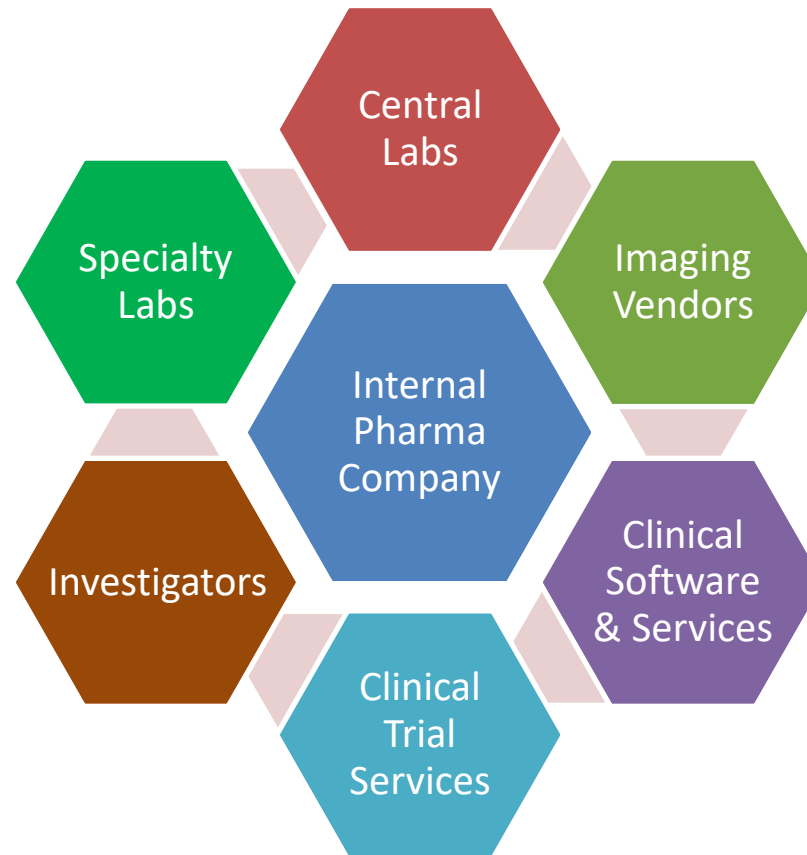 Central
Labs
Specialty
Labs
Imaging
Vendors
Internal
Pharma
Company
Investigators
Clinical
Software
& Services
Clinical
Trial
Services